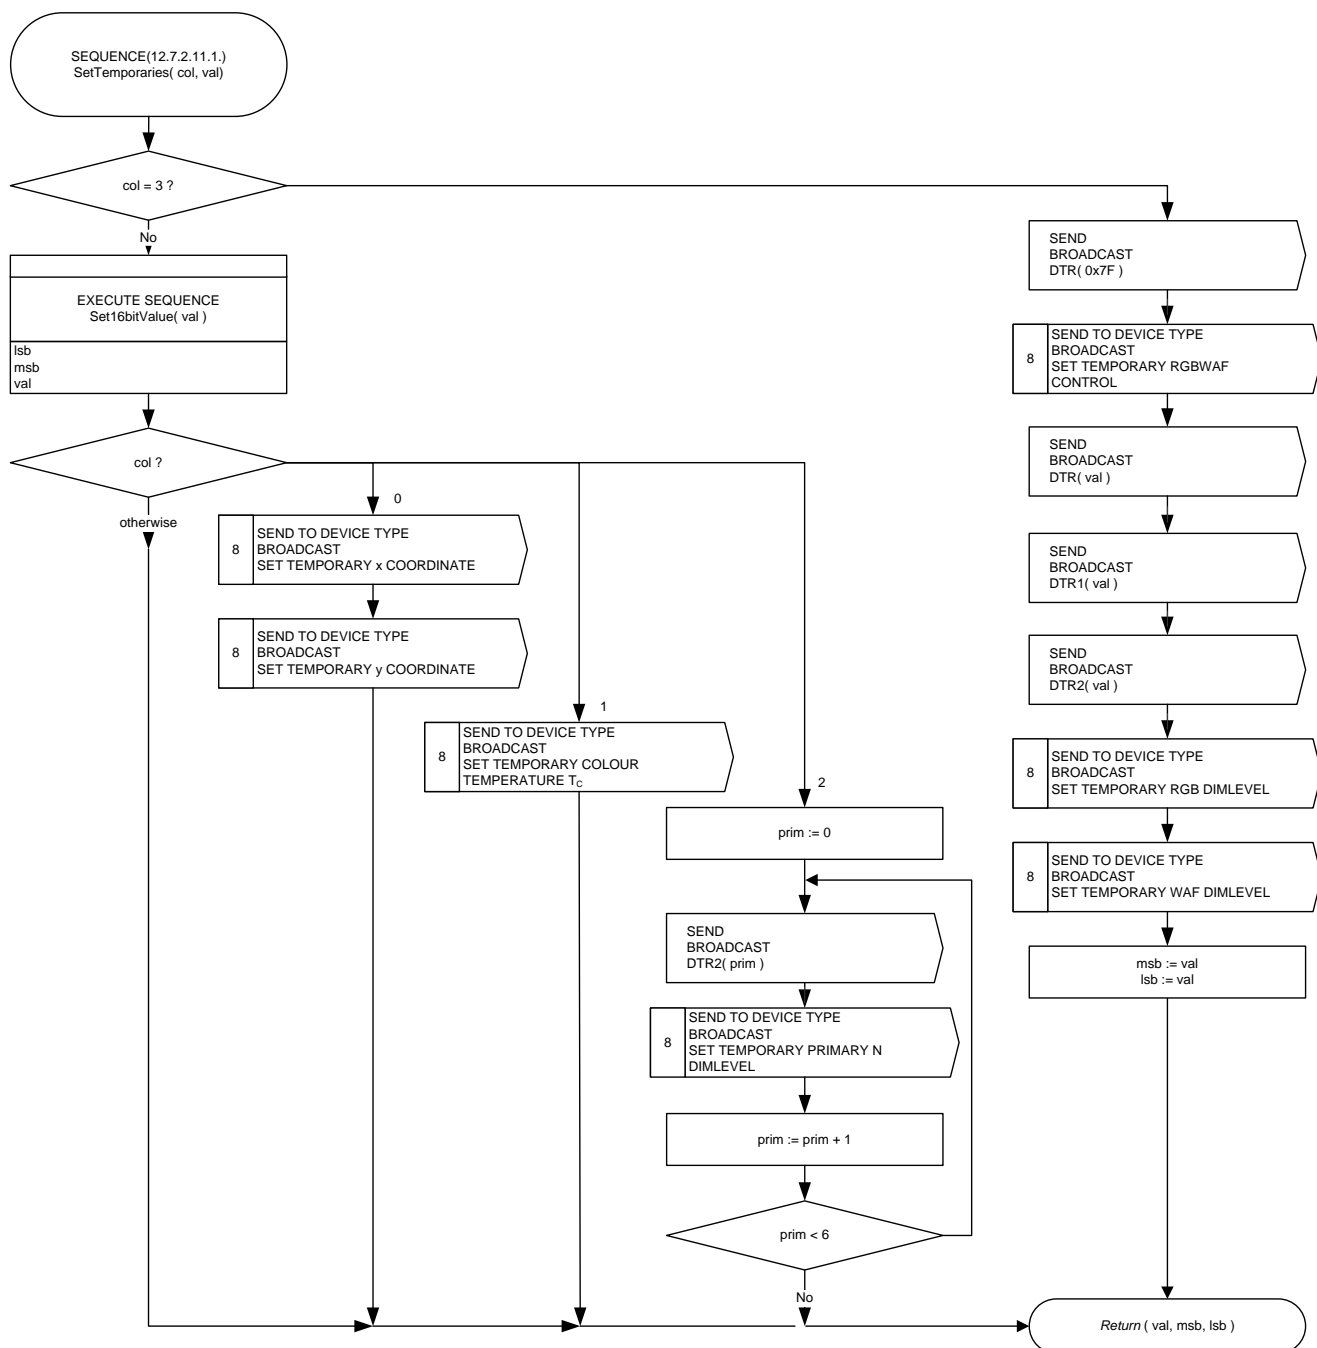 SEQUENCE(12.7.2.11.1.)
SetTemporaries( col, val)
col = 3 ?
No
EXECUTE SEQUENCE
Set16bitValue( val )
lsb
msb
val
col ?
otherwise
0
8
SEND TO DEVICE TYPE
BROADCAST
SET TEMPORARY x COORDINATE
8
SEND TO DEVICE TYPE
BROADCAST
SET TEMPORARY y COORDINATE
1
8
SEND TO DEVICE TYPE
BROADCAST
SET TEMPORARY COLOUR
TEMPERATURE TC
2
prim := 0
SEND
BROADCAST
DTR2( prim )
8
SEND TO DEVICE TYPE
BROADCAST
SET TEMPORARY PRIMARY N
DIMLEVEL
prim := prim + 1
prim < 6
No
SEND
BROADCAST
DTR( 0x7F )
8
SEND TO DEVICE TYPE
BROADCAST
SET TEMPORARY RGBWAF
CONTROL
SEND
BROADCAST
DTR( val )
SEND
BROADCAST
DTR1( val )
SEND
BROADCAST
DTR2( val )
8
SEND TO DEVICE TYPE
BROADCAST
SET TEMPORARY RGB DIMLEVEL
8
SEND TO DEVICE TYPE
BROADCAST
SET TEMPORARY WAF DIMLEVEL
msb := val
lsb := val
Return ( val, msb, lsb )